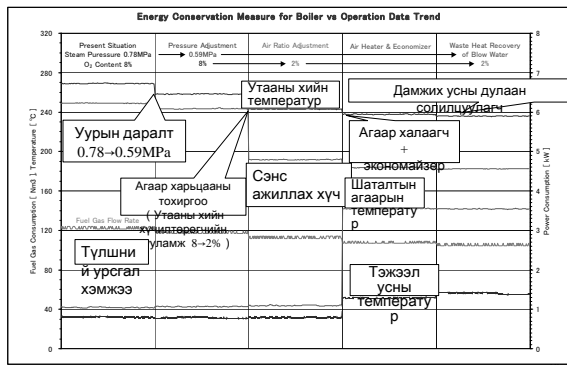 Energy Conservation Measure for Boiler vs Operation Data Trend
Present Situation
Steam Puressure 0.78MPa
O₂ Content 8%
Pressure Adjustment
0.59MPa
8%
Air Ratio Adjustment
2%
Air Heater & Economizer
Waste Heat Recovery
of Blow Water
2%
Fuel Gas Consumption [ Nm3 ] Temperature [ ℃ ]
Power Consumption [ kW ]
320
280
240
200
160
120
80
40
0
8
7
6
5
4
3
2
1
0
Утааны хийн
температур
Дамжих усны дулаан
солилцуулагч
Уурын даралт
0.78→0.59MPa
Агаар халаагч
+
экономайзер
Агаар харьцааны
тохиргоо
( Утааны хийн
хүчилтөрөгчийн
уламж 8→2% )
Сэнс
ажиллах хүч
Шаталтын
агаарын
температу
р
Fuel Gas Flow Rate
Түлшни
й урсгал
хэмжээ
Тэжээл
усны
температу
р